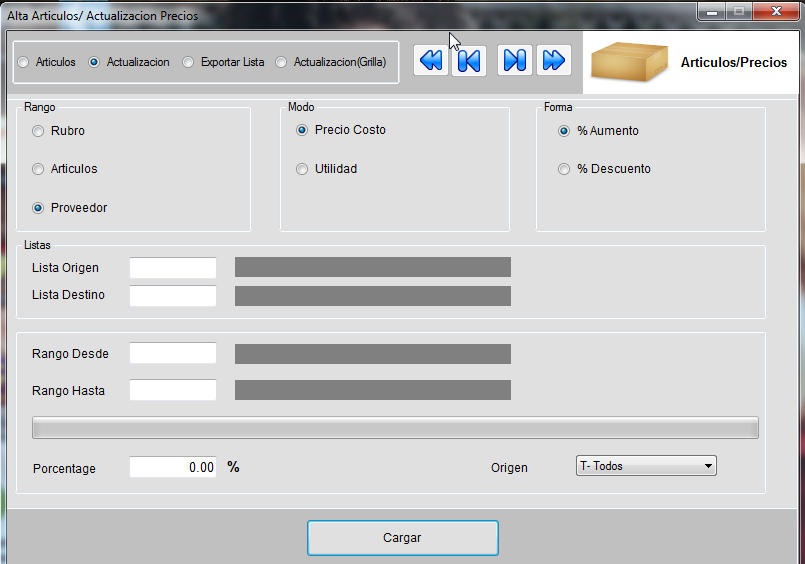 Alta Articulos/ Actualizacion Precios
Articulos Actualizacion Exportar Lista Actualizacion(Grilla)
Articulos/Precios
Rango Modo Forma
Rubro Precio Costo % Aumento
Articulos Utilidad % Descuento
Proveedor
Listas
Lista Origen
Lista Destino
Rango Desde
Rango Hasta
Porcentage 0.00 % Origen T- Todos
Cargar